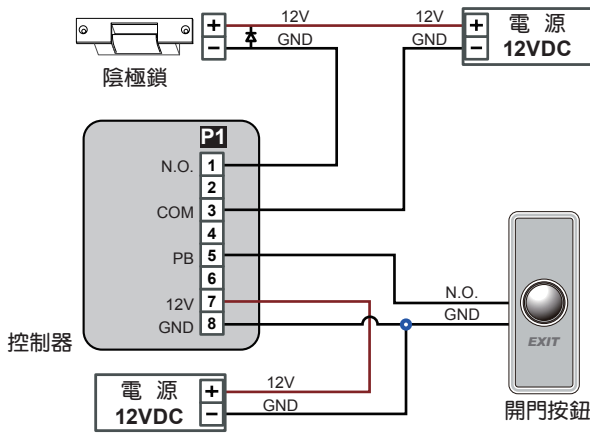 + 12V 12V + 電 源
− GND GND − 12VDC
陰極鎖
P1
N.O. 1
2
COM 3
4
PB 5
6
12V 7
GND 8
控制器
N.O.
GND
EXIT
開門按鈕
電 源 + 12V
12VDC − GND